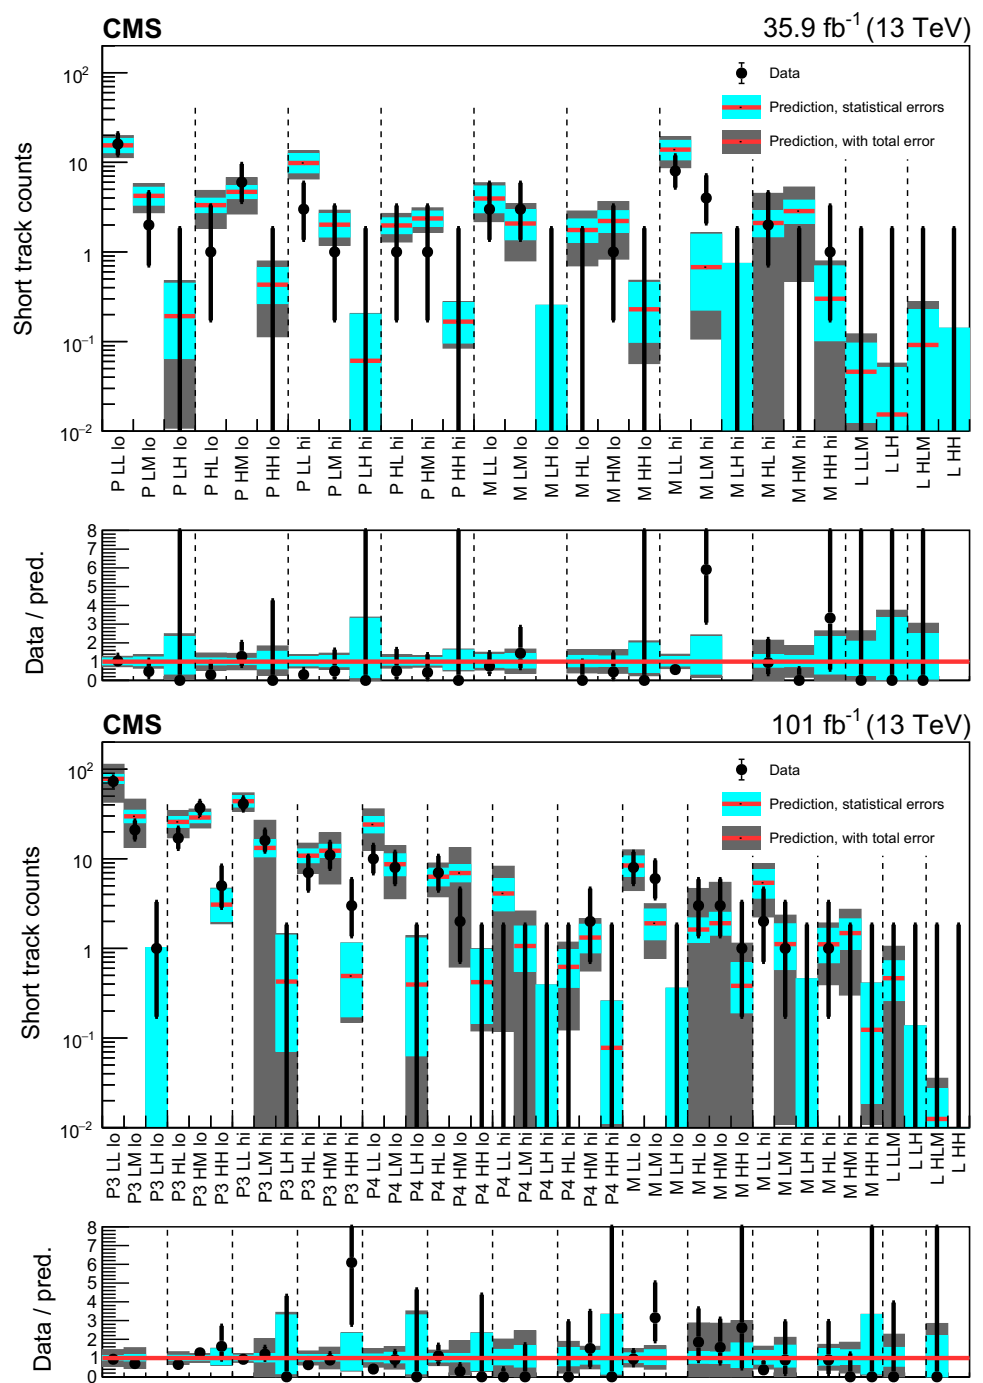 CMS 35.9 fb⁻¹ (13 TeV)
Short track counts
10²
10
1
10⁻¹
10⁻²
Data
Prediction, statistical errors
Prediction, with total error
P LL lo
P LM lo
P LH lo
P HL lo
P HM lo
P HH lo
P LL hi
P LM hi
P LH hi
P HL hi
P HM hi
P HH hi
M LL lo
M LM lo
M LH lo
M HL lo
M HM lo
M HH lo
M LL hi
M LM hi
M LH hi
M HL hi
M HM hi
M HH hi
L LLM
L LH
L HLM
L HH
Data / pred.
8
7
6
5
4
3
2
1
0
CMS 101 fb⁻¹ (13 TeV)
Short track counts
10²
10
1
10⁻¹
10⁻²
Data
Prediction, statistical errors
Prediction, with total error
P3 LL lo
P3 LM lo
P3 LH lo
P3 HL lo
P3 HM lo
P3 HH lo
P3 LL hi
P3 LM hi
P3 LH hi
P3 HL hi
P3 HM hi
P3 HH hi
P4 LL lo
P4 LM lo
P4 LH lo
P4 HL lo
P4 HM lo
P4 HH lo
P4 LL hi
P4 LM hi
P4 LH hi
P4 HL hi
P4 HM hi
P4 HH hi
M LL lo
M LM lo
M LH lo
M HL lo
M HM lo
M HH lo
M LL hi
M LM hi
M LH hi
M HL hi
M HM hi
M HH hi
L LLM
L LH
L HLM
L HH
Data / pred.
8
7
6
5
4
3
2
1
0